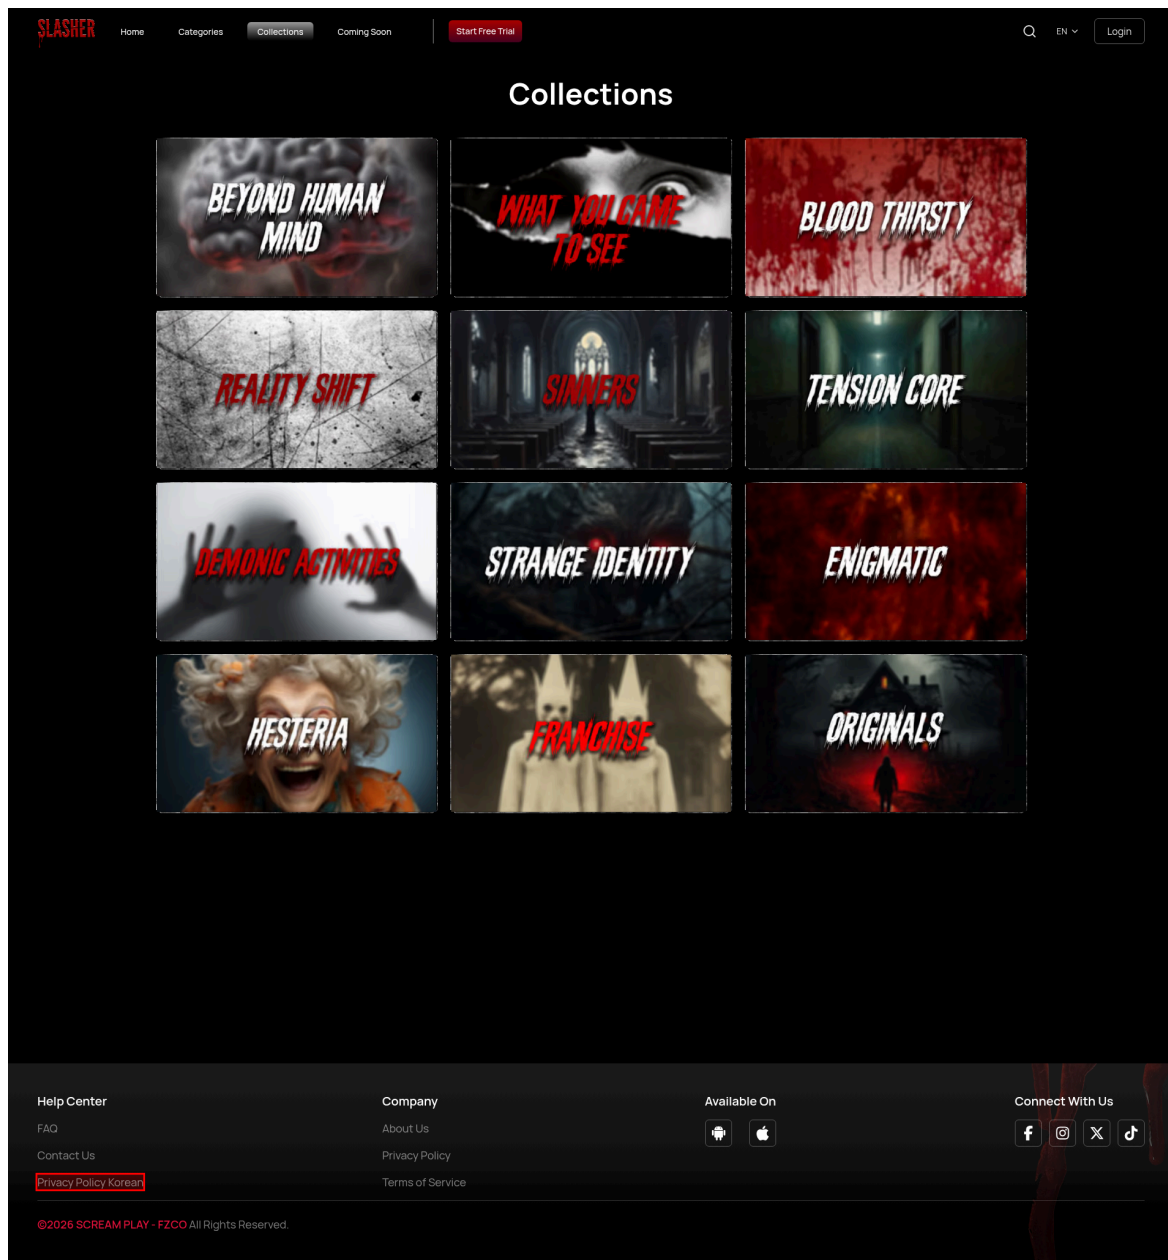 SLASHER
Home
Categories
Collections
Coming Soon
Start Free Trial
EN
Login
Collections
BEYOND HUMAN
MIND
WHAT YOU CAME
TO SEE
BLOOD THIRSTY
REALITY SHIFT
SINNERS
TENSION CORE
DEMONIC ACTIVITIES
STRANGE IDENTITY
ENIGMATIC
HESTERIA
FRANCHISE
ORIGINALS
Help Center
FAQ
Contact Us
Privacy Policy Korean
Company
About Us
Privacy Policy
Terms of Service
Available On
Connect With Us
©2026 SCREAM PLAY - FZCO All Rights Reserved.